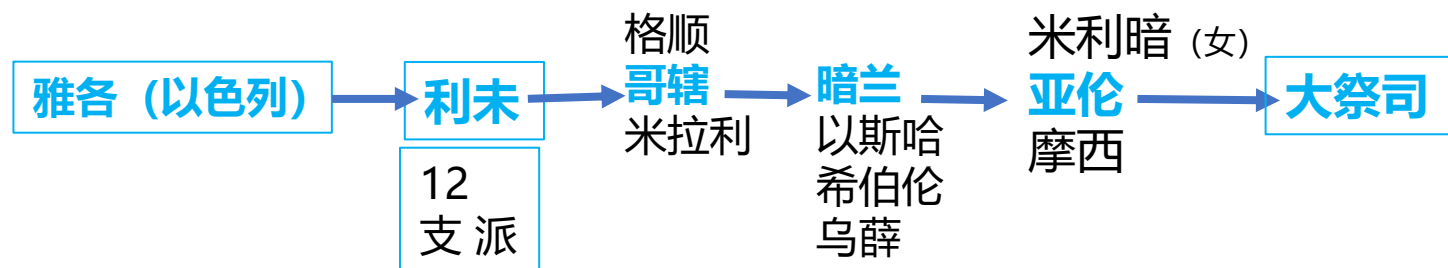 雅各（以色列）
利未
12
支 派
格顺
哥辖
米拉利
暗兰
以斯哈
希伯伦
乌薛
米利暗（女）
亚伦
摩西
大祭司